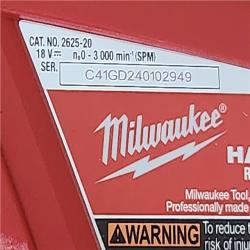 CAT. NO. 2625-20
18 V⎓ n₀0 - 3 000 min⁻¹(SPM)
SER.
C41GD240102949
Milwaukee®
HA
R
Milwaukee Tool,
Professionally made
WARNING
To reduce
risk of inj